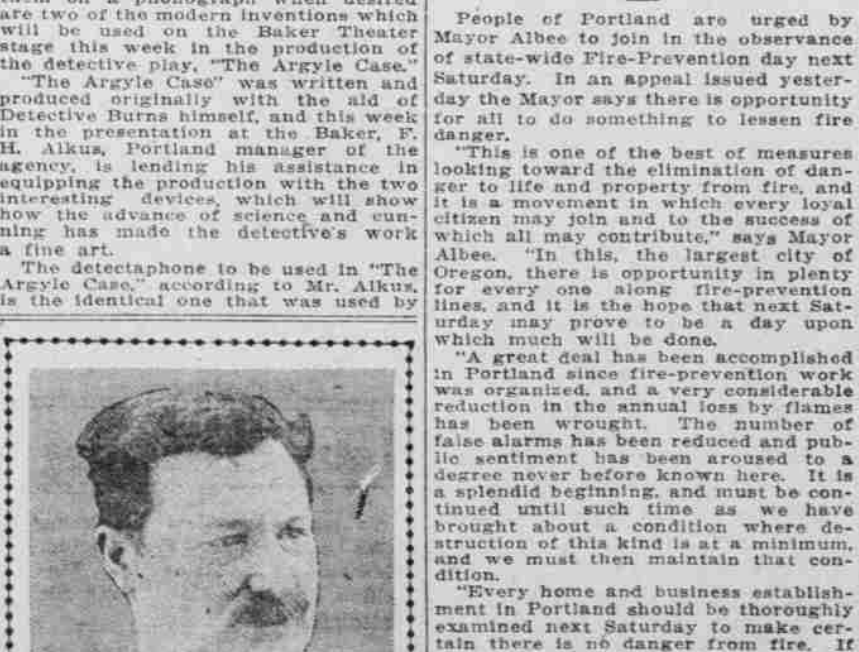 them on a phonograph when desired
are two of the modern inventions which
will be used on the Baker Theater
stage this week in the production of
the detective play, "The Argyle Case."
"The Argyle Case" was written and
produced originally with the aid of
Detective Burns himself, and this week
in the presentation at the Baker, F.
H. Alkus, Portland manager of the
agency, is lending his assistance in
equipping the production with the two
interesting devices, which will show
how the advance of science and cun-
ning has made the detective's work
a fine art.
The detectaphone to be used in "The
Argyle Case," according to Mr. Alkus,
is the identical one that was used by
People of Portland are urged by
Mayor Albee to join in the observance
of state-wide Fire-Prevention day next
Saturday. In an appeal issued yester-
day the Mayor says there is opportunity
for all to do something to lessen fire
danger.
"This is one of the best of measures
looking toward the elimination of dan-
ger to life and property from fire, and
it is a movement in which every loyal
citizen may join and to the success of
which all may contribute," says Mayor
Albee. "In this, the largest city of
Oregon, there is opportunity in plenty
for every one along fire-prevention
lines, and it is the hope that next Sat-
urday may prove to be a day upon
which much will be done.
"A great deal has been accomplished
in Portland since fire-prevention work
was organized, and a very considerable
reduction in the annual loss by flames
has been wrought. The number of
false alarms has been reduced and pub-
lic sentiment has been aroused to a
degree never before known here. It is
a splendid beginning, and must be con-
tinued until such time as we have
brought about a condition where de-
struction of this kind is at a minimum,
and we must then maintain that con-
dition.
"Every home and business establish-
ment in Portland should be thoroughly
examined next Saturday to make cer-
tain there is no danger from fire. If